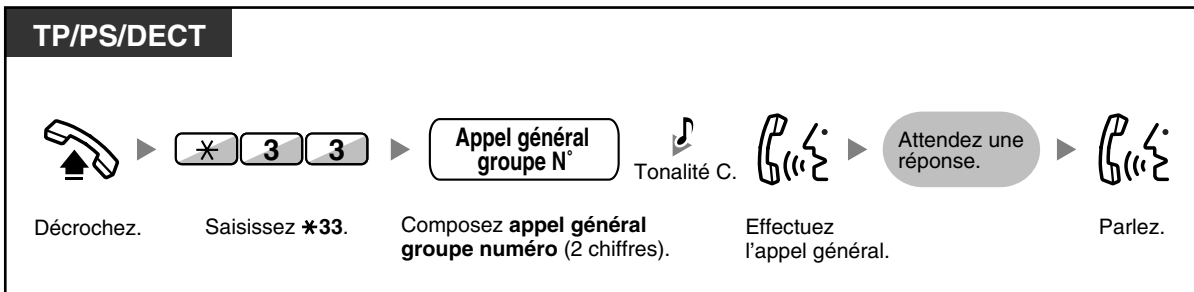 TP/PS/DECT
✳ 3 3
Appel général
groupe N°
Tonalité C.
Attendez une
réponse.
Décrochez.
Saisissez ✳33.
Composez appel général
groupe numéro (2 chiffres).
Effectuez
l'appel général.
Parlez.